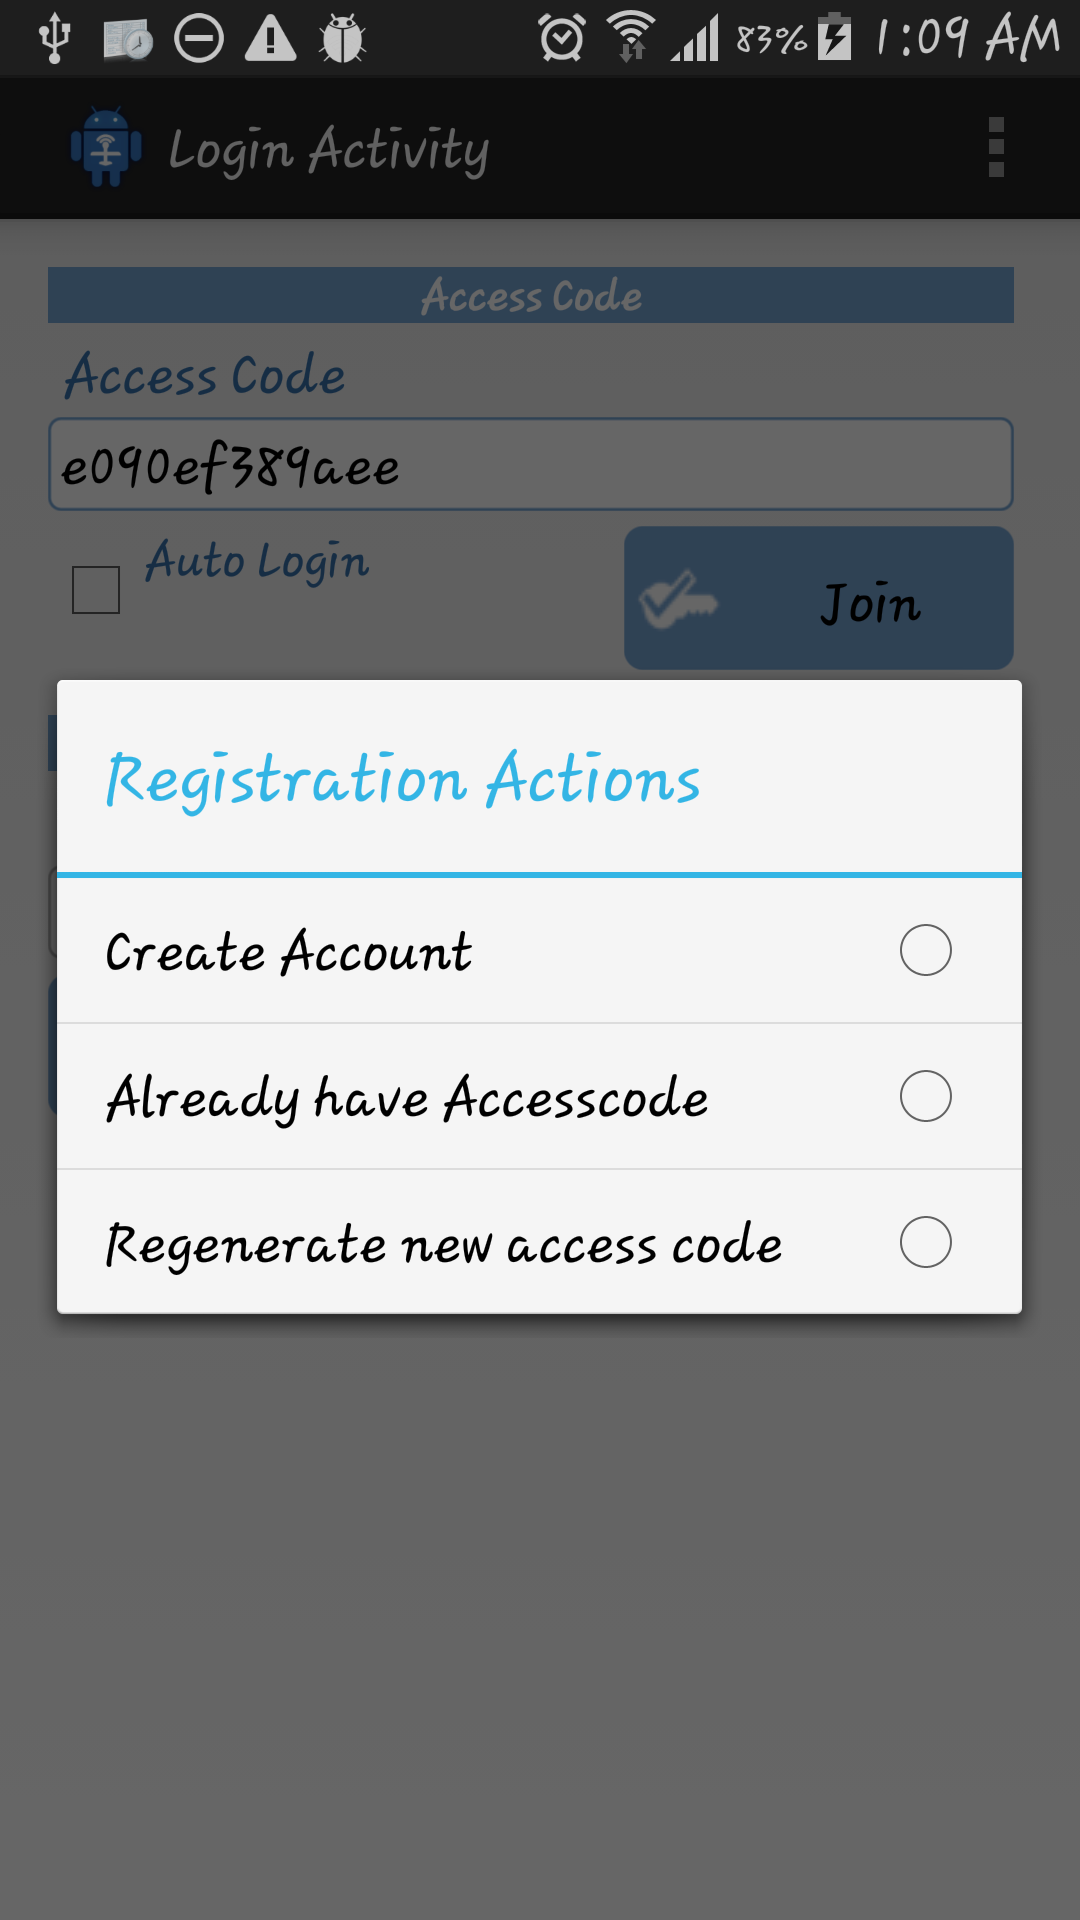 83% 1:09 AM
Login Activity
Access Code
Access Code
e090ef389aee
Auto Login
Join
Registration Actions
Create Account
Already have Accesscode
Regenerate new access code